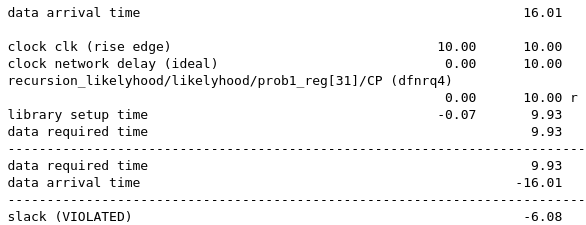 data arrival time                                                 16.01

clock clk (rise edge)                                  10.00      10.00
clock network delay (ideal)                             0.00      10.00
recursion_likelyhood/likelyhood/prob1_reg[31]/CP (dfnrq4)
                                                        0.00      10.00 r
library setup time                                     -0.07       9.93
data required time                                                 9.93
--------------------------------------------------------------------------
data required time                                                 9.93
data arrival time                                                -16.01
--------------------------------------------------------------------------
slack (VIOLATED)                                                  -6.08